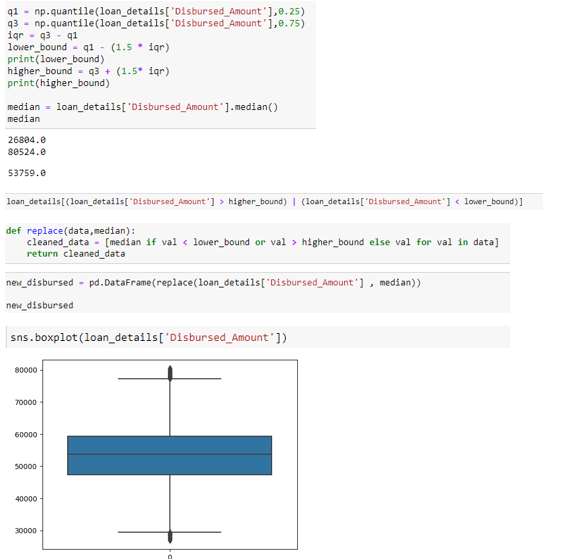 q1 = np.quantile(loan_details['Disbursed_Amount'],0.25)
q3 = np.quantile(loan_details['Disbursed_Amount'],0.75)
iqr = q3 - q1
lower_bound = q1 - (1.5 * iqr)
print(lower_bound)
higher_bound = q3 + (1.5* iqr)
print(higher_bound)
median = loan_details['Disbursed_Amount'].median()
median
26804.0
80524.0
53759.0
loan_details[(loan_details['Disbursed_Amount'] > higher_bound) | (loan_details['Disbursed_Amount'] < lower_bound)]
def replace(data,median):
    cleaned_data = [median if val < lower_bound or val > higher_bound else val for val in data]
    return cleaned_data
new_disbursed = pd.DataFrame(replace(loan_details['Disbursed_Amount'] , median))
new_disbursed
sns.boxplot(loan_details['Disbursed_Amount'])
80000
70000
60000
50000
40000
30000
0